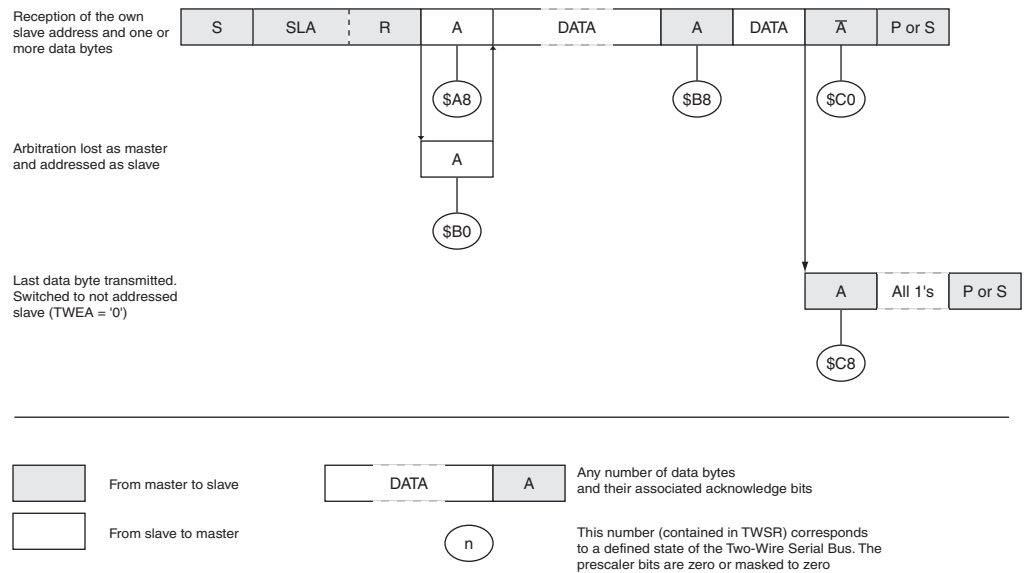 Reception of the own
slave address and one or
more data bytes
S SLA R A DATA A DATA A̅ P or S
$A8 $B8 $C0
Arbitration lost as master
and addressed as slave
A
$B0
Last data byte transmitted.
Switched to not addressed
slave (TWEA = '0')
A All 1's P or S
$C8
From master to slave
DATA A
Any number of data bytes
and their associated acknowledge bits
From slave to master
n
This number (contained in TWSR) corresponds
to a defined state of the Two-Wire Serial Bus. The
prescaler bits are zero or masked to zero